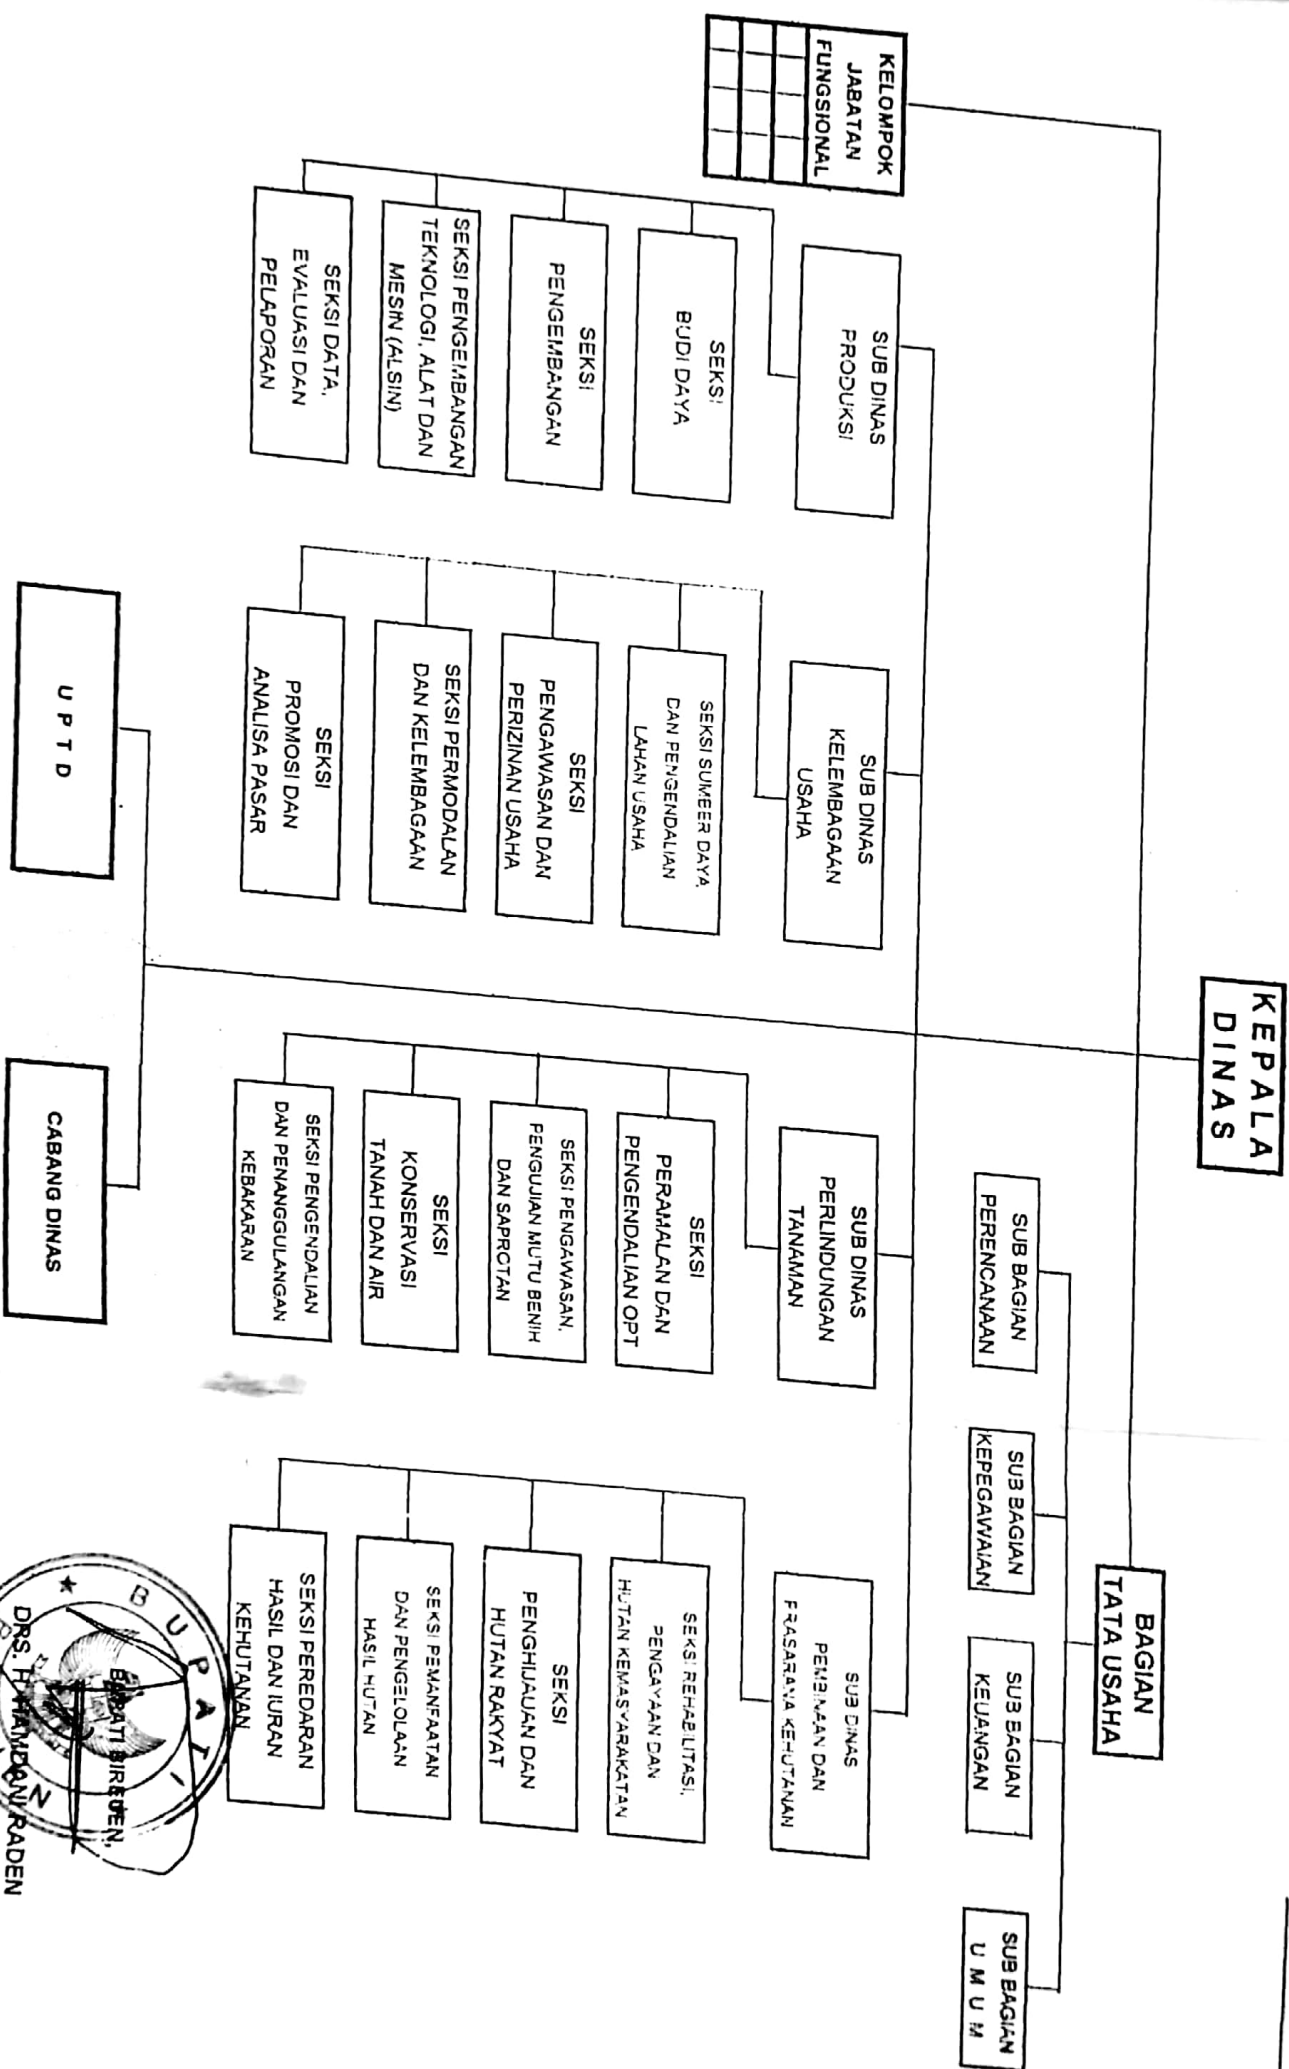 KEPALA
DINAS
KELOMPOK
JABATAN
FUNGSIONAL
BAGIAN
TATA USAHA
SUB BAGIAN
PERENCANAAN
SUB BAGIAN
KEPEGAWAIAN
SUB BAGIAN
KEUANGAN
SUB BAGIAN
U M U M
SUB DINAS
PRODUKSI
SEKSI
BUDI DAYA
SEKSI
PENGEMBANGAN
SEKSI PENGEMBANGAN
TEKNOLOGI, ALAT DAN
MESIN (ALSIN)
SEKSI DATA,
EVALUASI DAN
PELAPORAN
SUB DINAS
KELEMBAGAAN
USAHA
SEKSI SUMBER DAYA
DAN PENGENDALIAN
LAHAN USAHA
SEKSI
PENGAWASAN DAN
PERIZINAN USAHA
SEKSI PERMODALAN
DAN KELEMBAGAAN
SEKSI
PROMOSI DAN
ANALISA PASAR
SUB DINAS
PERLINDUNGAN
TANAMAN
SEKSI
PERAMALAN DAN
PENGENDALIAN OPT
SEKSI PENGAWASAN,
PENGUJIAN MUTU BENIH
DAN SAPROTAN
SEKSI
KONSERVASI
TANAH DAN AIR
SEKSI PENGENDALIAN
DAN PENANGGULANGAN
KEBAKARAN
SUB DINAS
PEMBINAAN DAN
PRASARANA KEHUTANAN
SEKSI REHABILITASI,
PENGAYAAN DAN
HUTAN KEMASYARAKATAN
SEKSI
PENGHIJAUAN DAN
HUTAN RAKYAT
SEKSI PEMANFAATAN
DAN PENGELOLAAN
HASIL HUTAN
SEKSI PEREDARAN
HASIL DAN IURAN
KEHUTANAN
U P T D
CABANG DINAS
BUPATI BIREUEN,
DRS. H. HAMDANI RADEN
BUPATI